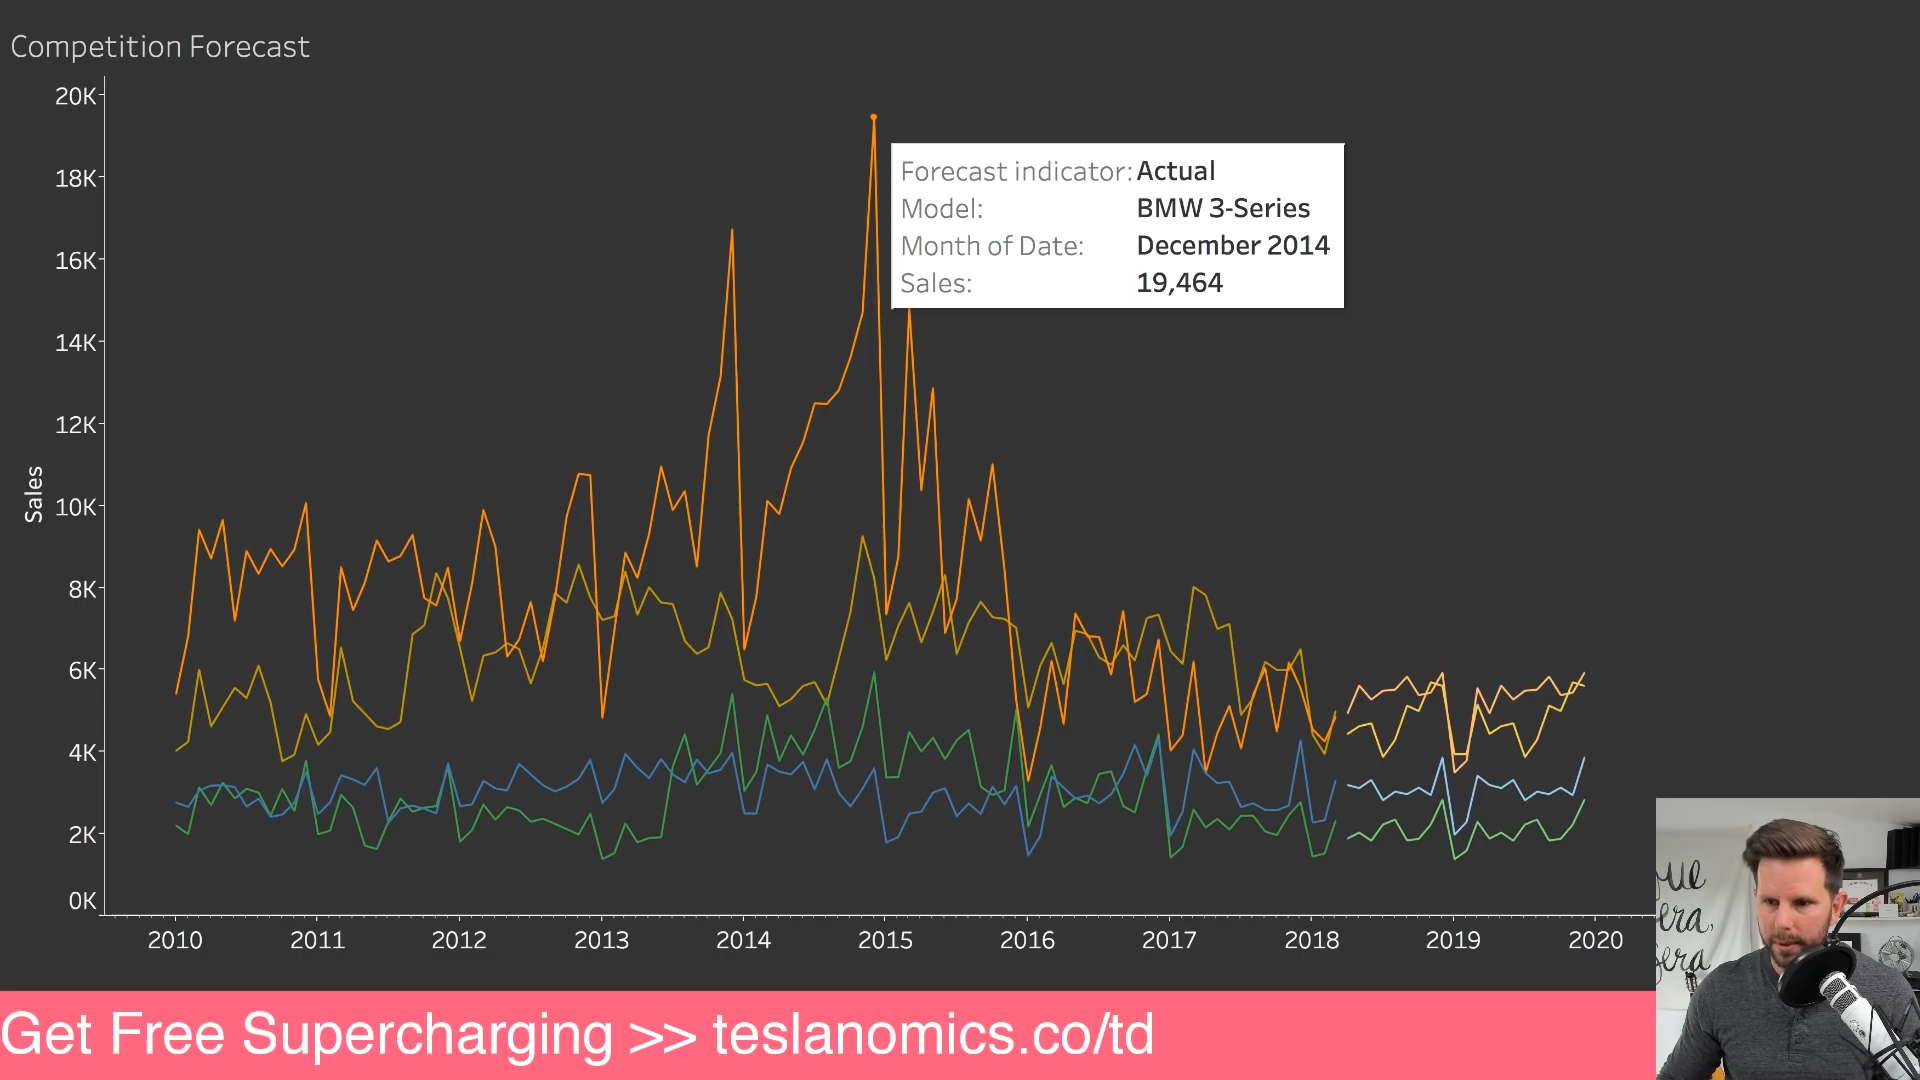 Competition Forecast
20K
18K
16K
14K
12K
10K
8K
6K
4K
2K
0K
Sales
Forecast indicator: Actual
Model: BMW 3-Series
Month of Date: December 2014
Sales: 19,464
2010 2011 2012 2013 2014 2015 2016 2017 2018 2019 2020
Get Free Supercharging >> teslanomics.co/td